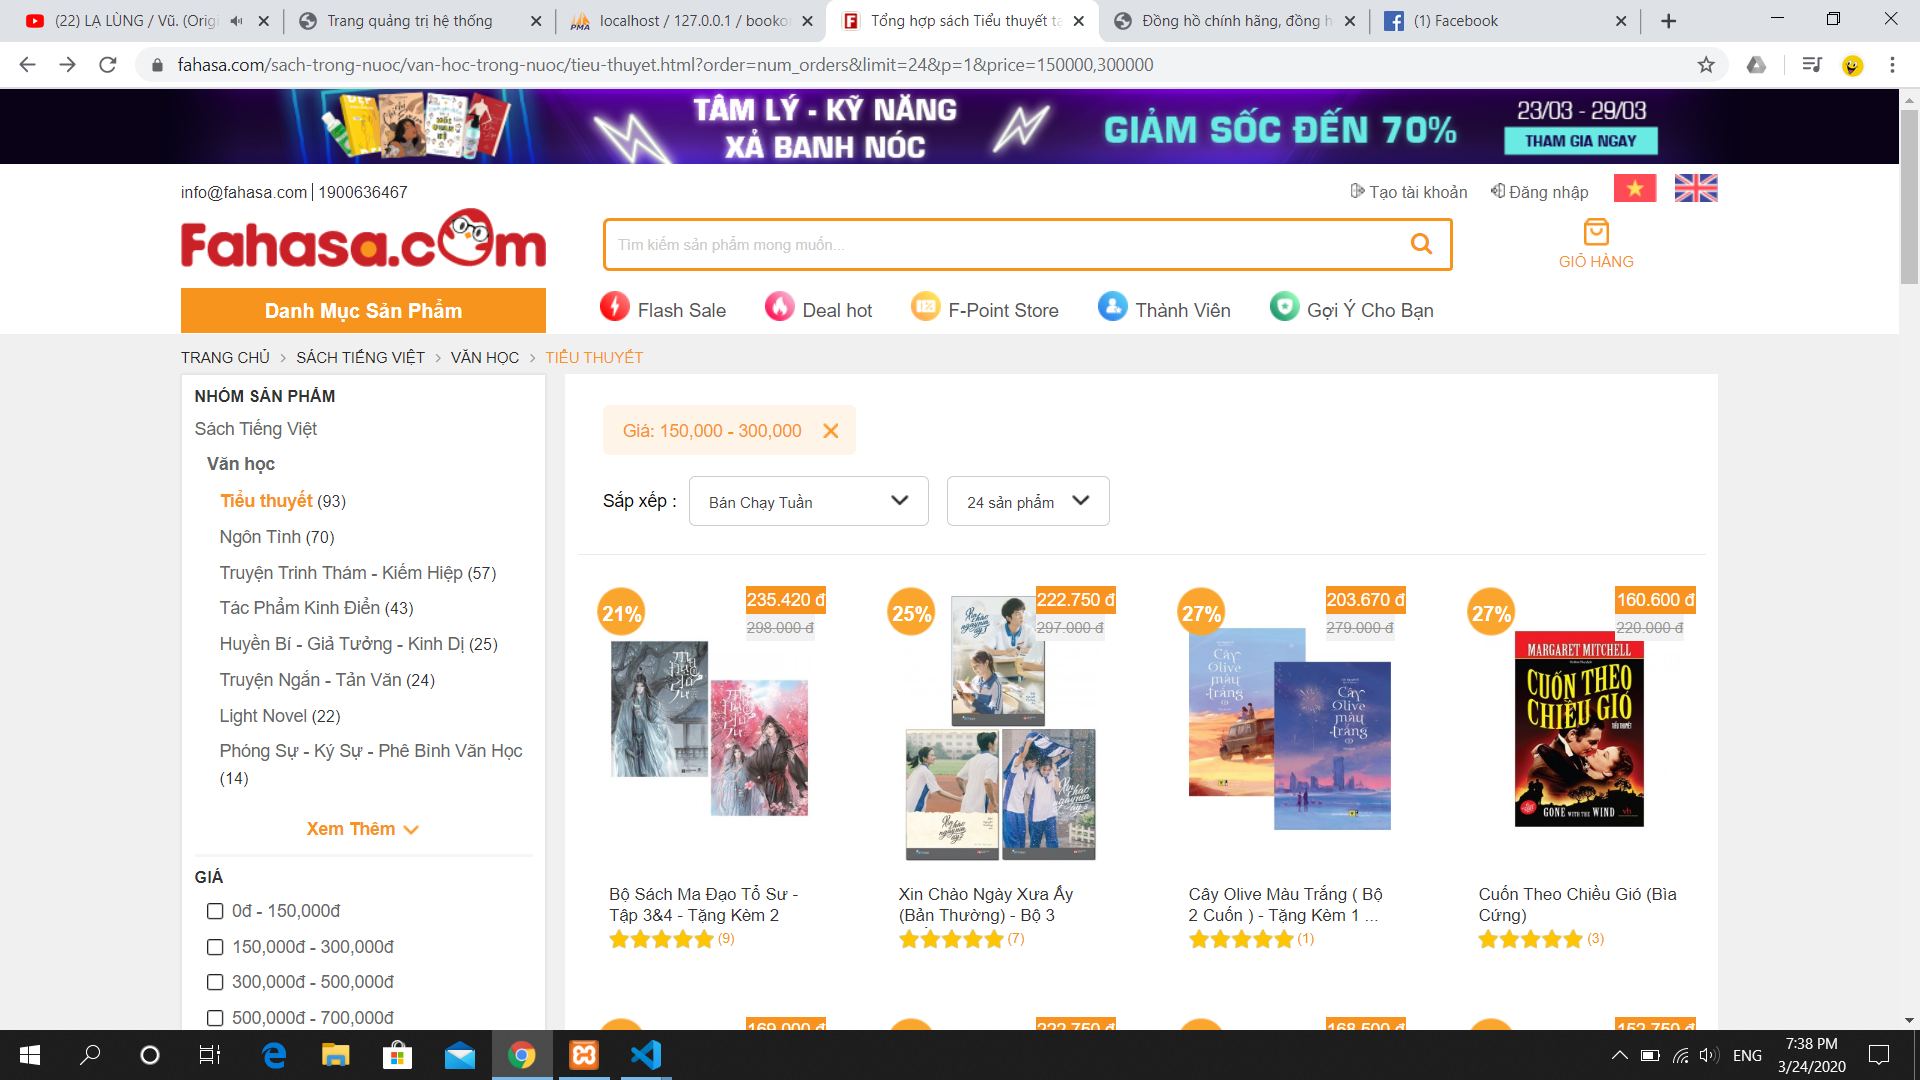 (22) LẠ LÙNG / Vũ. (Origi
Trang quảng trị hệ thống
localhost / 127.0.0.1 / booko
Tổng hợp sách Tiểu thuyết tạ
Đồng hồ chính hãng, đồng h
(1) Facebook
fahasa.com/sach-trong-nuoc/van-hoc-trong-nuoc/tieu-thuyet.html?order=num_orders&limit=24&p=1&price=150000,300000
TÂM LÝ - KỸ NĂNG
XẢ BANH NÓC
GIẢM SỐC ĐẾN 70%
23/03 - 29/03
THAM GIA NGAY
info@fahasa.com | 1900636467
Tạo tài khoản
Đăng nhập
Fahasa.com
Tìm kiếm sản phẩm mong muốn...
GIỎ HÀNG
Danh Mục Sản Phẩm
Flash Sale
Deal hot
F-Point Store
Thành Viên
Gợi Ý Cho Bạn
TRANG CHỦ > SÁCH TIẾNG VIỆT > VĂN HỌC > TIỂU THUYẾT
NHÓM SẢN PHẨM
Sách Tiếng Việt
Văn học
Tiểu thuyết (93)
Ngôn Tình (70)
Truyện Trinh Thám - Kiếm Hiệp (57)
Tác Phẩm Kinh Điển (43)
Huyền Bí - Giả Tưởng - Kinh Dị (25)
Truyện Ngắn - Tản Văn (24)
Light Novel (22)
Phóng Sự - Ký Sự - Phê Bình Văn Học
(14)
Xem Thêm
GIÁ
0đ - 150,000đ
150,000đ - 300,000đ
300,000đ - 500,000đ
500,000đ - 700,000đ
Giá: 150,000 - 300,000
Sắp xếp :
Bán Chạy Tuần
24 sản phẩm
21%
235.420 đ
298.000 đ
Bộ Sách Ma Đạo Tổ Sư -
Tập 3&4 - Tặng Kèm 2
(9)
25%
222.750 đ
297.000 đ
Xin Chào Ngày Xưa Ấy
(Bản Thường) - Bộ 3
(7)
27%
203.670 đ
279.000 đ
Cây Olive màu trắng
Cây Olive màu trắng
Cây Olive Màu Trắng ( Bộ
2 Cuốn ) - Tặng Kèm 1 ...
(1)
27%
160.600 đ
220.000 đ
MARGARET MITCHELL
CUỐN THEO
CHIỀU GIÓ
TIỂU THUYẾT
GONE WITH THE WIND
Cuốn Theo Chiều Gió (Bìa
Cứng)
(3)
169.000 đ
222.750 đ
168.500 đ
152.750 đ
ENG
7:38 PM
3/24/2020